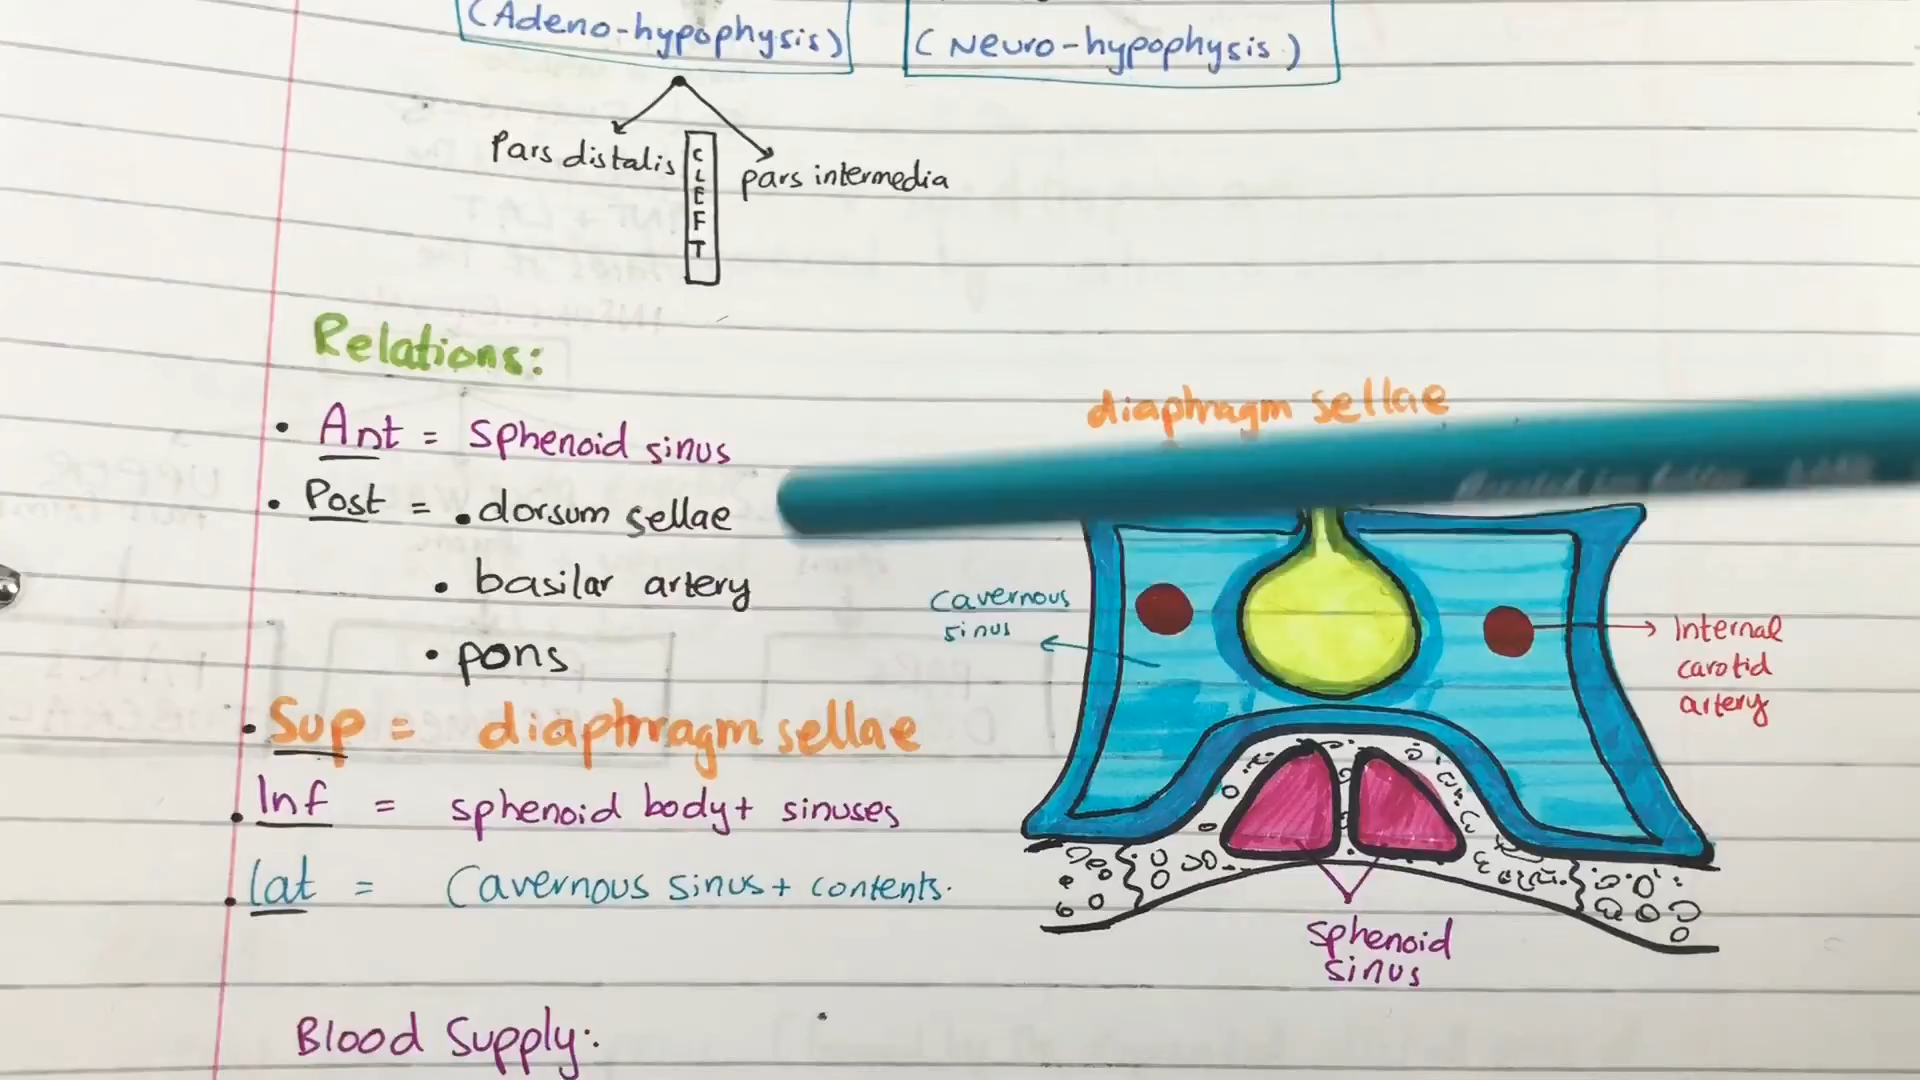 (Adeno-hypophysis)
(Neuro-hypophysis)
Pars distalis
CLEFT
pars intermedia
Relations:
• Ant = sphenoid sinus
• Post = • dorsum sellae
• basilar artery
• pons
• Sup = diaphragm sellae
• Inf = sphenoid body + sinuses
• Lat = Cavernous sinus + contents.
Blood Supply:
diaphragm sellae
Cavernous
sinus
Internal
carotid
artery
sphenoid
sinus